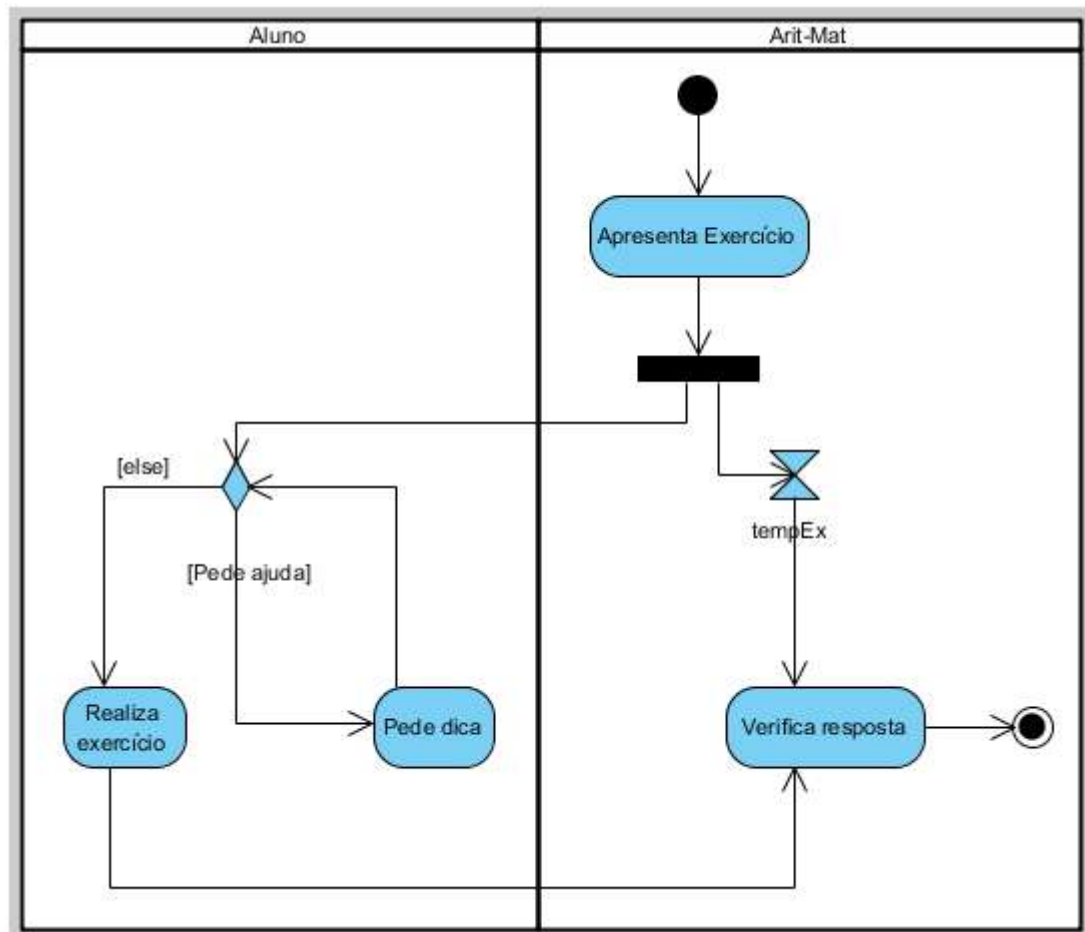 Aluno
Arit-Mat
Apresenta Exercício
[else]
tempEx
[Pede ajuda]
Realiza
exercício
Pede dica
Verifica resposta